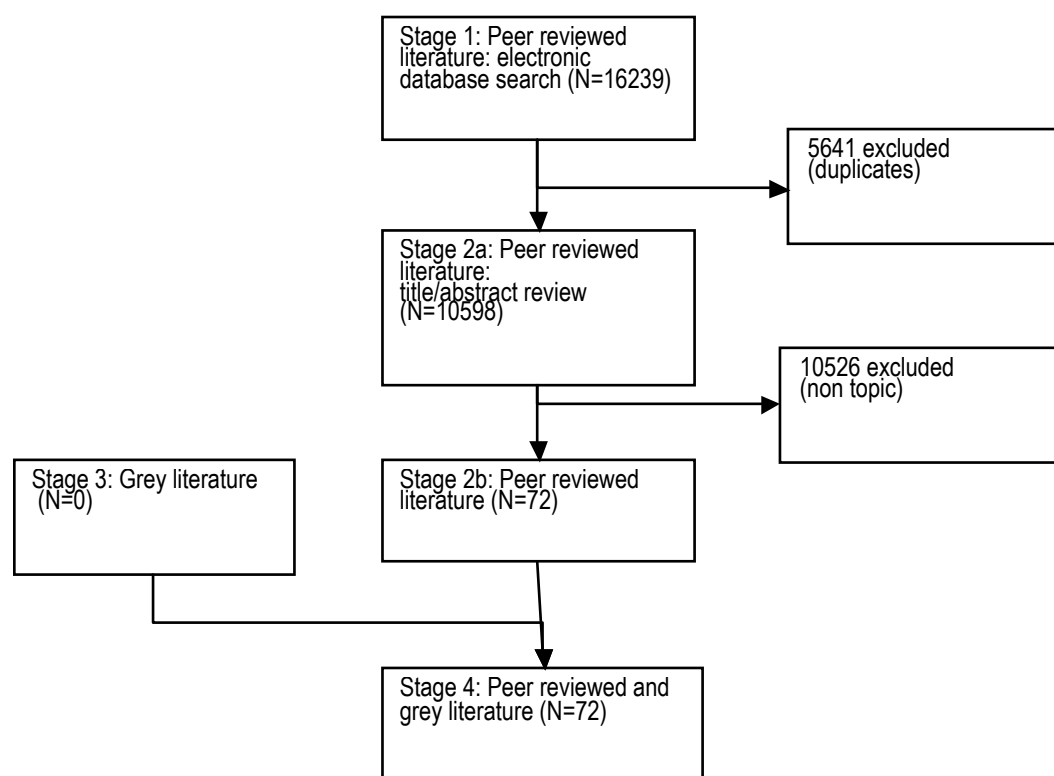 Stage 1: Peer reviewed
literature: electronic
database search (N=16239)
5641 excluded
(duplicates)
Stage 2a: Peer reviewed
literature:
title/abstract review
(N=10598)
10526 excluded
(non topic)
Stage 3: Grey literature
(N=0)
Stage 2b: Peer reviewed
literature (N=72)
Stage 4: Peer reviewed and
grey literature (N=72)